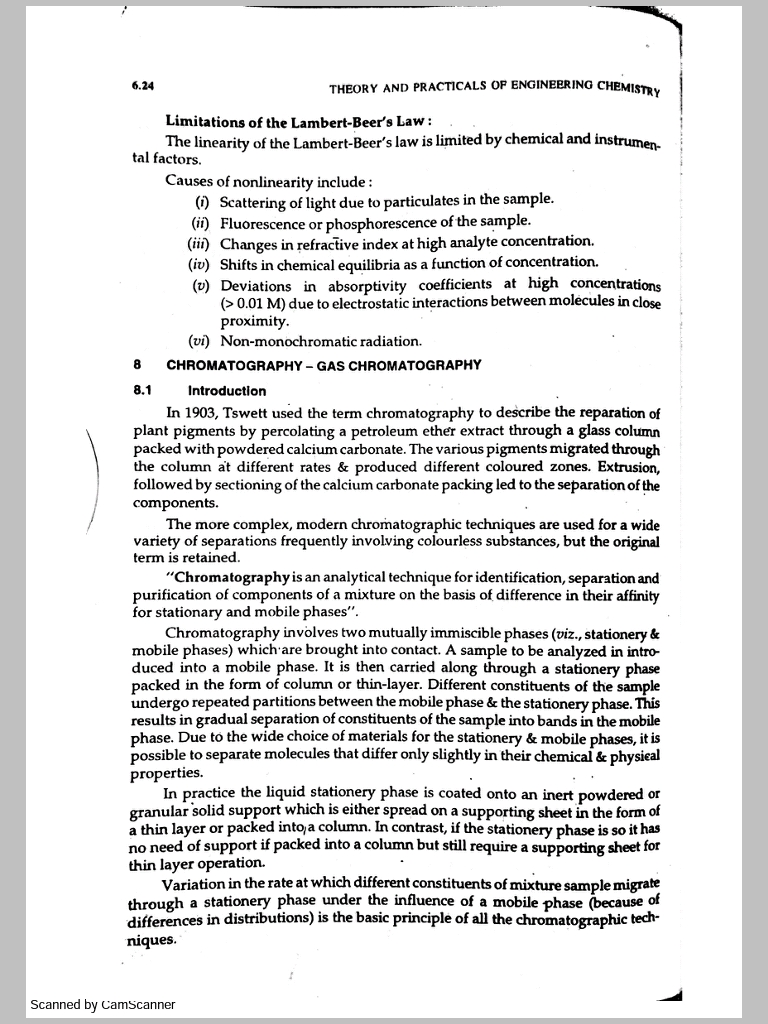 6.24 THEORY AND PRACTICALS OF ENGINEERING CHEMISTRY
Limitations of the Lambert-Beer's Law :
The linearity of the Lambert-Beer's law is limited by chemical and instrumen-
tal factors.
Causes of nonlinearity include :
(i) Scattering of light due to particulates in the sample.
(ii) Fluorescence or phosphorescence of the sample.
(iii) Changes in refractive index at high analyte concentration.
(iv) Shifts in chemical equilibria as a function of concentration.
(v) Deviations in absorptivity coefficients at high concentrations
(> 0.01 M) due to electrostatic interactions between molecules in close
proximity.
(vi) Non-monochromatic radiation.
8 CHROMATOGRAPHY – GAS CHROMATOGRAPHY
8.1 Introduction
In 1903, Tswett used the term chromatography to describe the reparation of
plant pigments by percolating a petroleum ether extract through a glass column
packed with powdered calcium carbonate. The various pigments migrated through
the column at different rates & produced different coloured zones. Extrusion,
followed by sectioning of the calcium carbonate packing led to the separation of the
components.
The more complex, modern chromatographic techniques are used for a wide
variety of separations frequently involving colourless substances, but the original
term is retained.
"Chromatography is an analytical technique for identification, separation and
purification of components of a mixture on the basis of difference in their affinity
for stationary and mobile phases".
Chromatography involves two mutually immiscible phases (viz., stationery &
mobile phases) which are brought into contact. A sample to be analyzed in intro-
duced into a mobile phase. It is then carried along through a stationery phase
packed in the form of column or thin-layer. Different constituents of the sample
undergo repeated partitions between the mobile phase & the stationery phase. This
results in gradual separation of constituents of the sample into bands in the mobile
phase. Due to the wide choice of materials for the stationery & mobile phases, it is
possible to separate molecules that differ only slightly in their chemical & physical
properties.
In practice the liquid stationery phase is coated onto an inert powdered or
granular solid support which is either spread on a supporting sheet in the form of
a thin layer or packed into a column. In contrast, if the stationery phase is so it has
no need of support if packed into a column but still require a supporting sheet for
thin layer operation.
Variation in the rate at which different constituents of mixture sample migrate
through a stationery phase under the influence of a mobile phase (because of
differences in distributions) is the basic principle of all the chromatographic tech-
niques.
Scanned by CamScanner